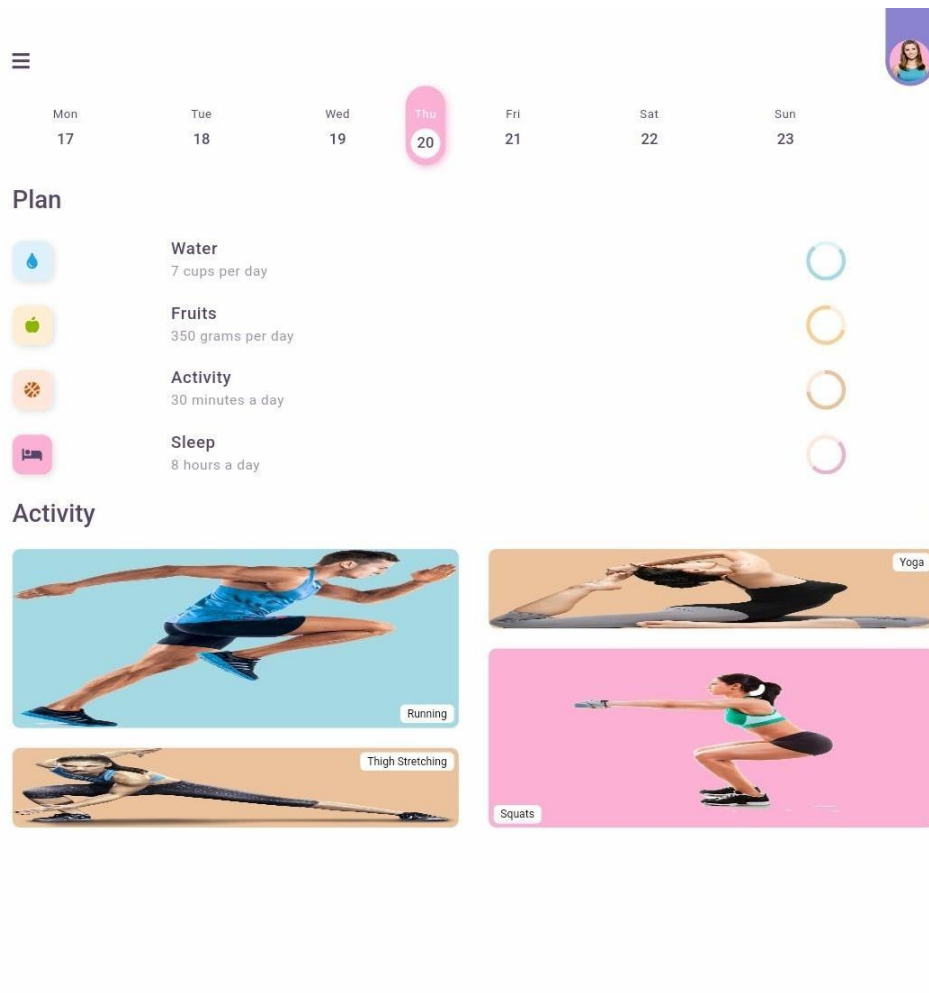 Mon Tue Wed Thu Fri Sat Sun
17 18 19 20 21 22 23
Plan
Water
7 cups per day
Fruits
350 grams per day
Activity
30 minutes a day
Sleep
8 hours a day
Activity
Running
Yoga
Thigh Stretching
Squats